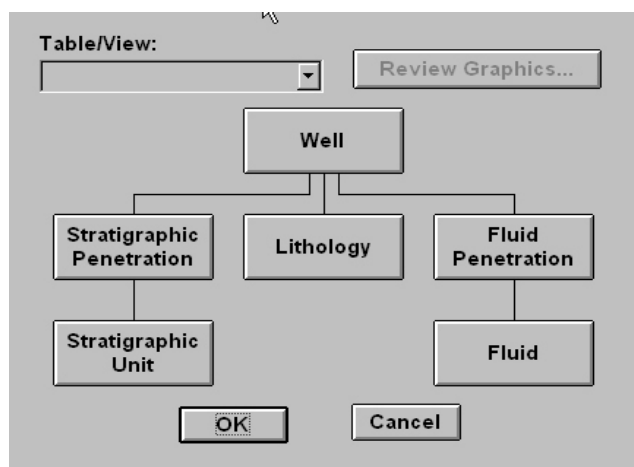 Table/View:
Review Graphics...
Well
Stratigraphic
Penetration
Lithology
Fluid
Penetration
Stratigraphic
Unit
Fluid
OK
Cancel